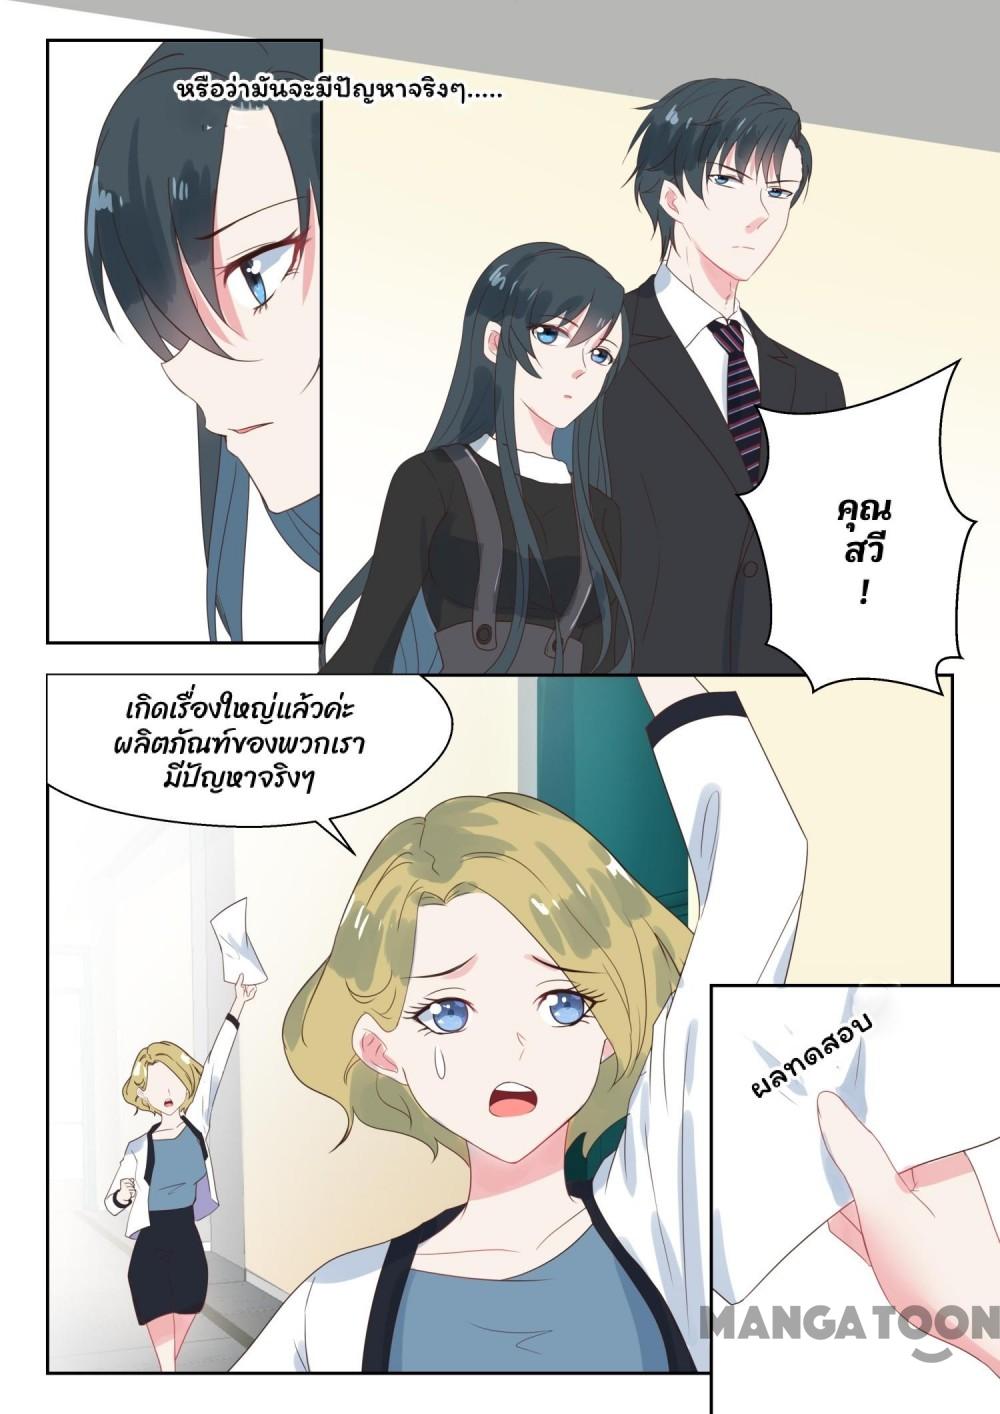 หรือว่ามันจะมีปัญหาจริงๆ.....
คุณ
สวี
!
เกิดเรื่องใหญ่แล้วค่ะ
ผลิตภัณฑ์ของพวกเรา
มีปัญหาจริงๆ
ผลทดสอบ
MANGATOON